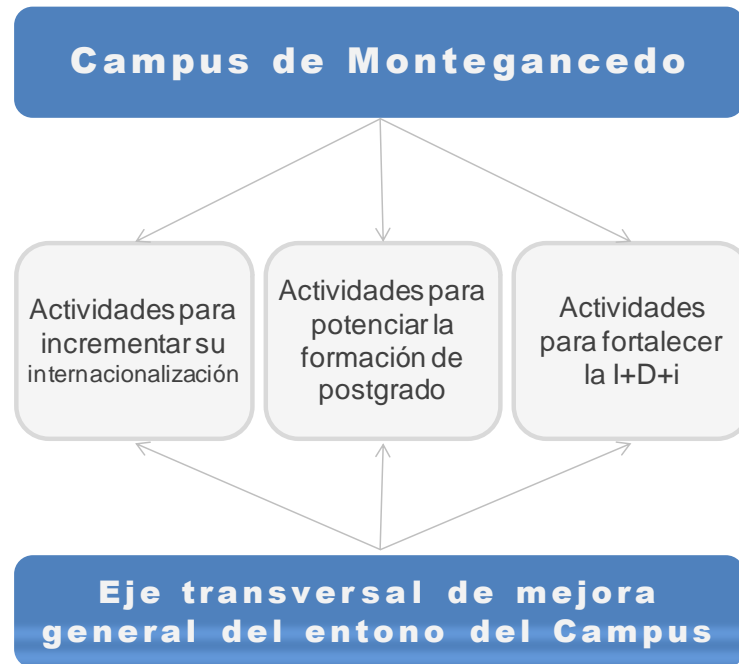 Campus de Montegancedo
Actividades para
incrementar su
internacionalización
Actividades para
potenciar la
formación de
postgrado
Actividades
para fortalecer
la I+D+i
Eje transversal de mejora
general del entono del Campus